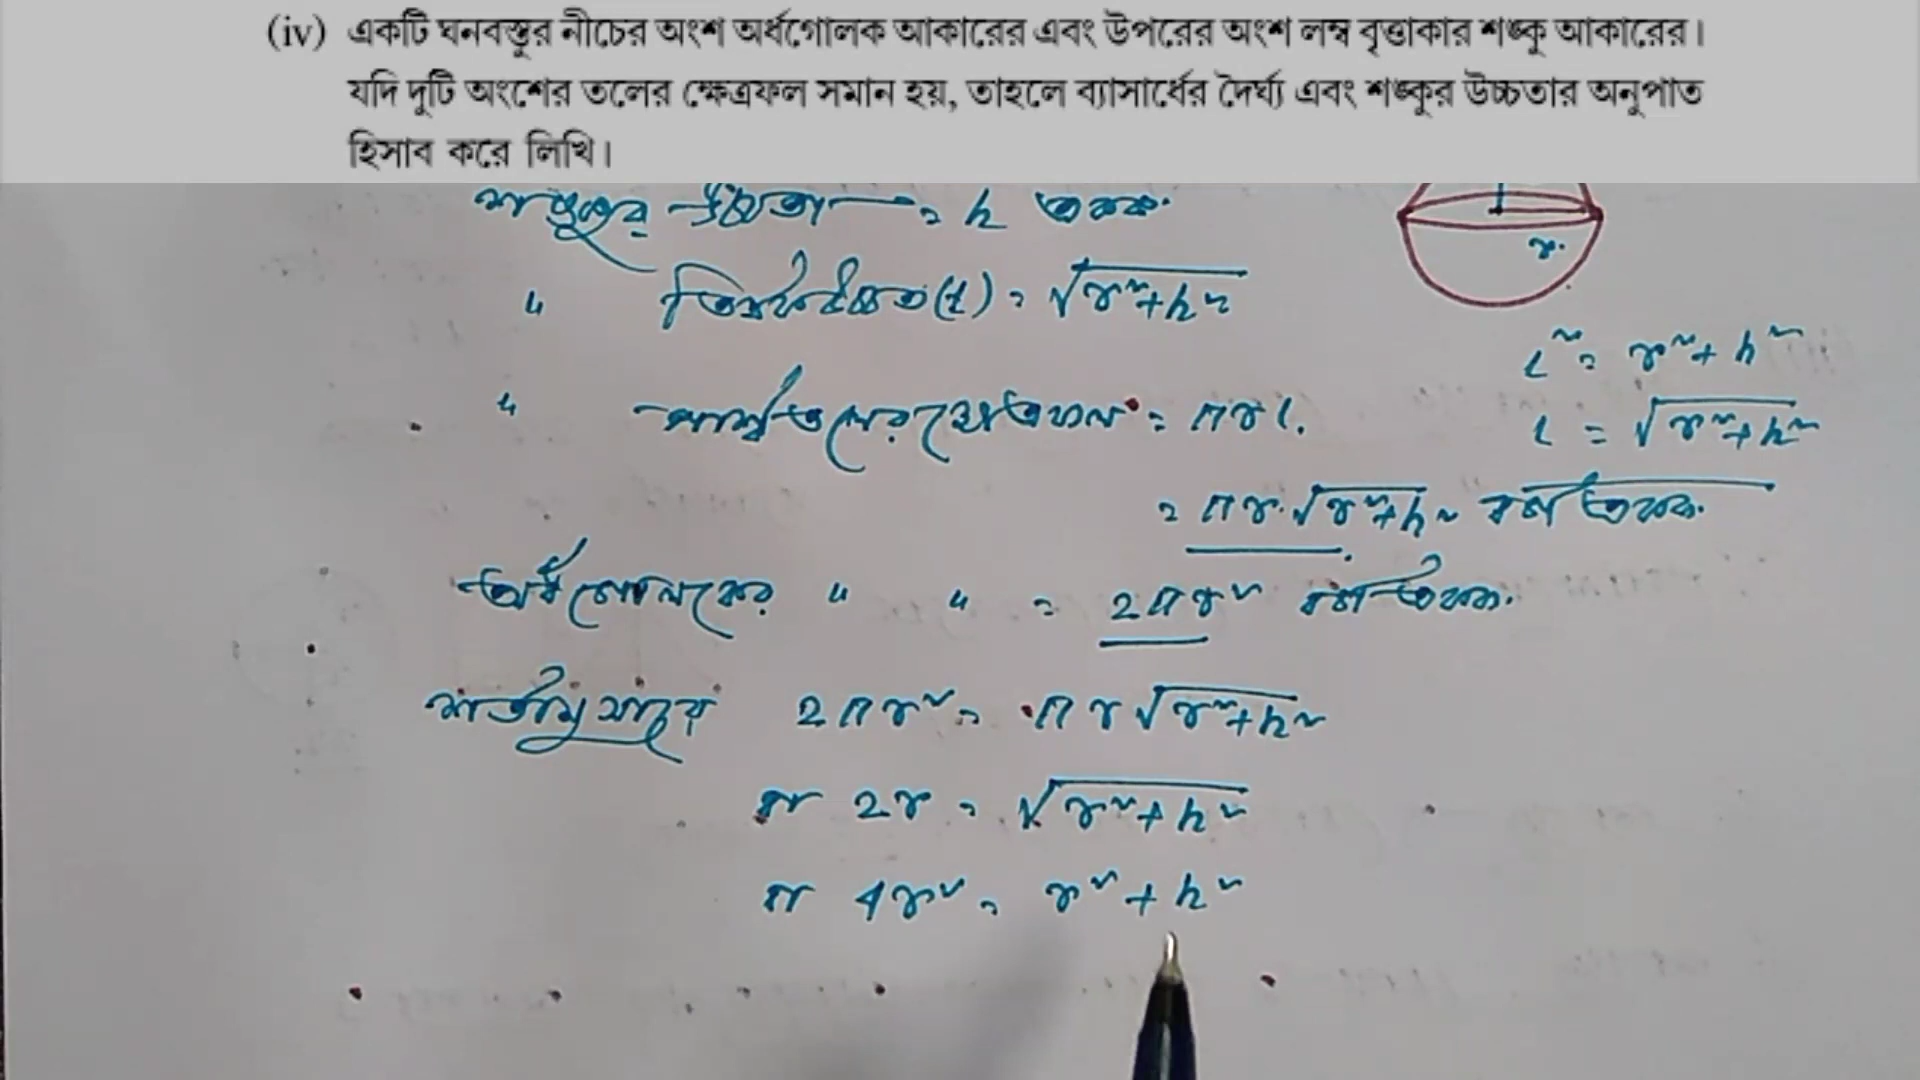 (iv) একটি ঘনবস্তুর নীচের অংশ অর্ধগোলক আকারের এবং উপরের অংশ লম্ব বৃত্তাকার শঙ্কু আকারের।
যদি দুটি অংশের তলের ক্ষেত্রফল সমান হয়, তাহলে ব্যাসার্ধের দৈর্ঘ্য এবং শঙ্কুর উচ্চতার অনুপাত
হিসাব করে লিখি।
শঙ্কুর উচ্চতা = h একক.
r.
" তির্যক উচ্চতা (l) = √r²+h²
l² = r² + h²
" পার্শ্বতলের ক্ষেত্রফল = πrl.
l = √r²+h²
= πr.√r²+h² বর্গ একক.
অর্ধগোলকের " " = 2πr² বর্গ একক.
শর্তানুসারে 2πr² = πr√r²+h²
বা 2r = √r²+h²
বা 4r² = r² + h²